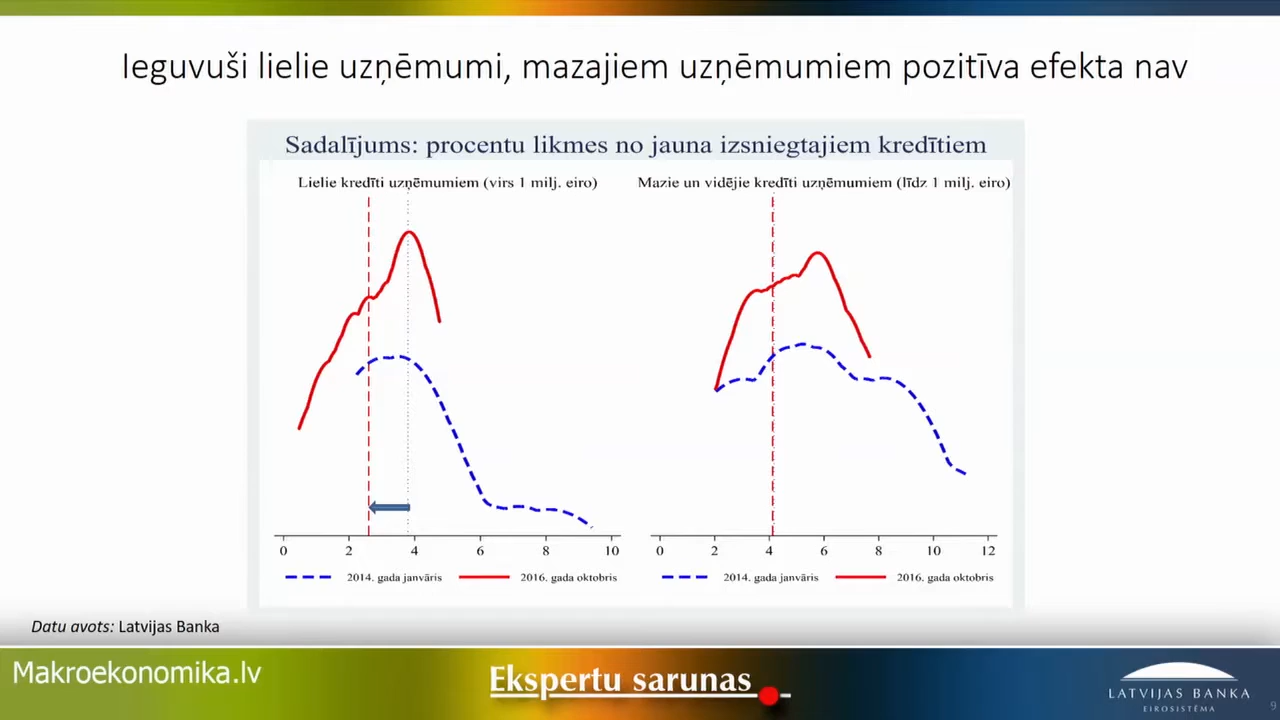 Ieguvuši lielie uzņēmumi, mazajiem uzņēmumiem pozitīva efekta nav
Sadalījums: procentu likmes no jauna izsniegtajiem kredītiem
Lielie kredīti uzņēmumiem (virs 1 milj. eiro)
Mazie un vidējie kredīti uzņēmumiem (līdz 1 milj. eiro)
0 2 4 6 8 10
0 2 4 6 8 10 12
2014. gada janvāris 2016. gada oktobris
2014. gada janvāris 2016. gada oktobris
Datu avots: Latvijas Banka
Makroekonomika.lv
Ekspertu sarunas
LATVIJAS BANKA
EIROSISTĒMA
9